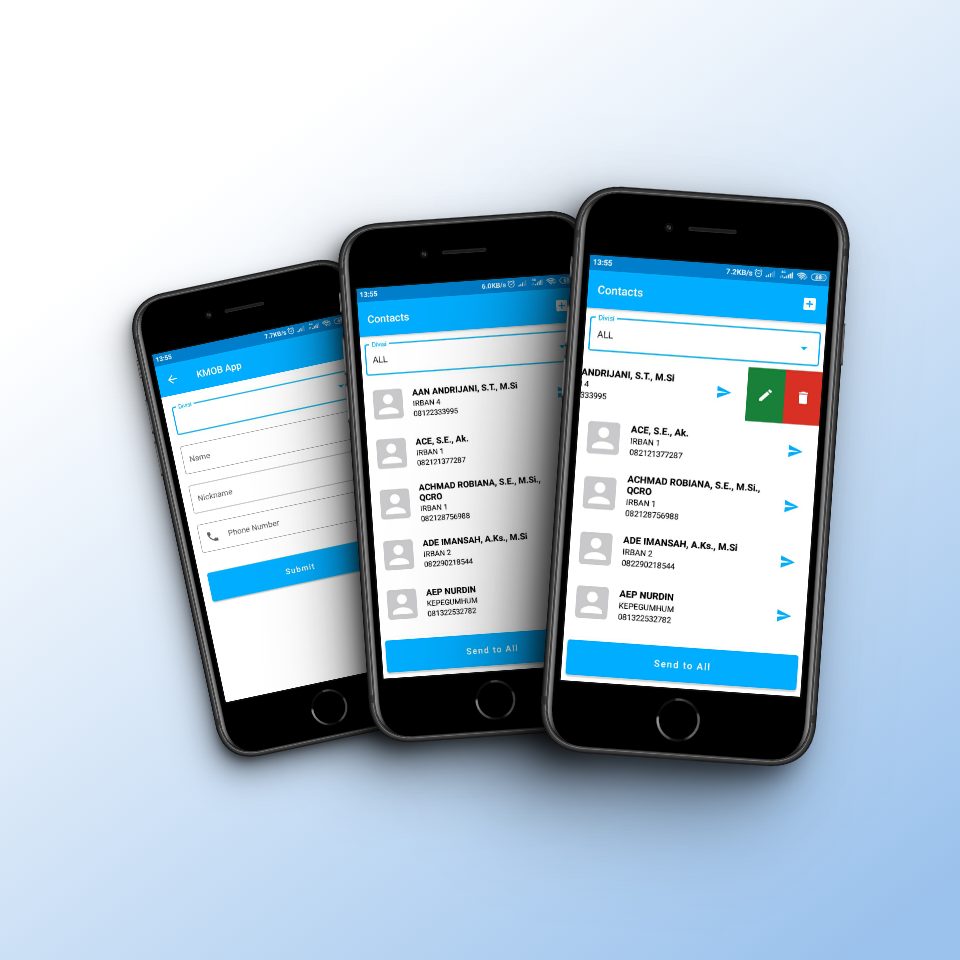 13:55
7.7KB/s
KMOB App
Divisi
Name
Nickname
Phone Number
Submit
13:55
6.0KB/s
Contacts
Divisi
ALL
AAN ANDRIJANI, S.T., M.Si
IRBAN 4
08122333995
ACE, S.E., Ak.
IRBAN 1
082121377287
ACHMAD ROBIANA, S.E., M.Si.,
QCRO
IRBAN 1
082128756988
ADE IMANSAH, A.Ks., M.Si
IRBAN 2
082290218544
AEP NURDIN
KEPEGUMHUM
081322532782
Send to All
13:55
7.2KB/s
Contacts
Divisi
ALL
ANDRIJANI, S.T., M.Si
4
333995
ACE, S.E., Ak.
IRBAN 1
082121377287
ACHMAD ROBIANA, S.E., M.Si.,
QCRO
IRBAN 1
082128756988
ADE IMANSAH, A.Ks., M.Si
IRBAN 2
082290218544
AEP NURDIN
KEPEGUMHUM
081322532782
Send to All